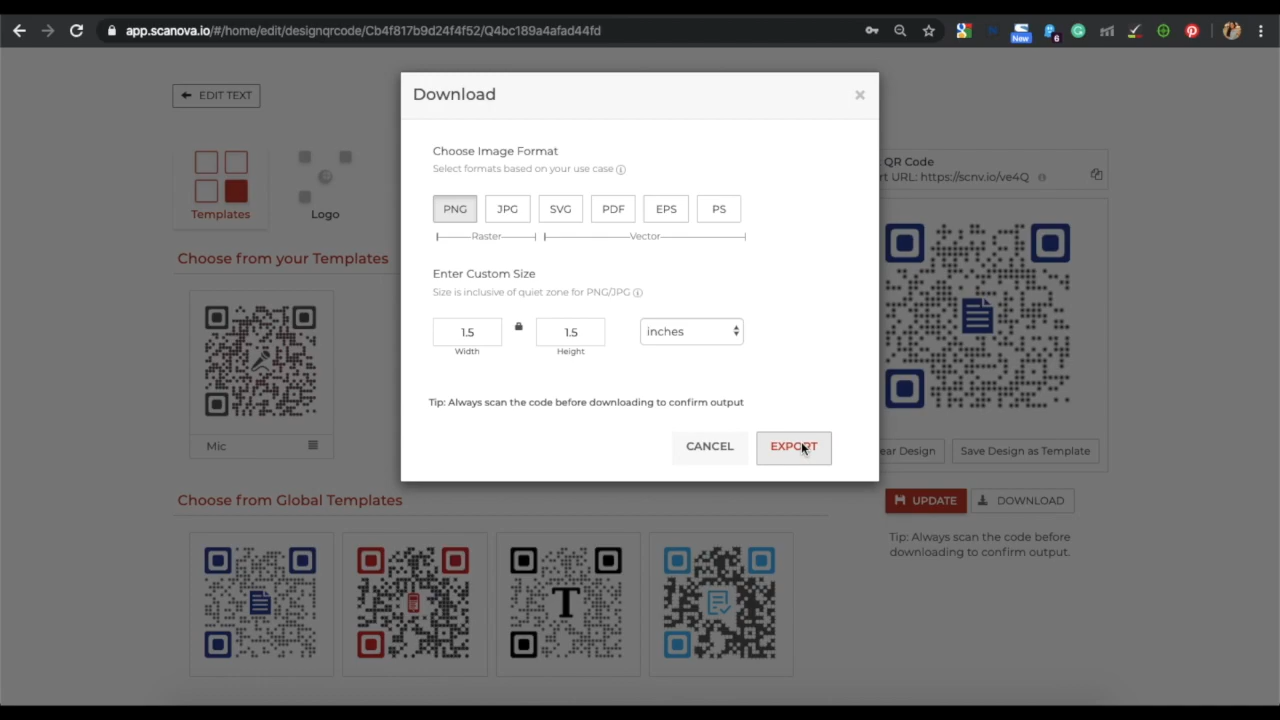 app.scanova.io/#/home/edit/designqrcode/Cb4f817b9d24f4f52/Q4bc189a4afad44fd
New
6
EDIT TEXT
Templates
Logo
Choose from your Templates
Mic
Choose from Global Templates
T
Download
×
Choose Image Format
Select formats based on your use case
PNG JPG SVG PDF EPS PS
Raster Vector
Enter Custom Size
Size is inclusive of quiet zone for PNG/JPG
1.5 1.5 inches
Width Height
Tip: Always scan the code before downloading to confirm output
CANCEL EXPORT
QR Code
URL: https://scnv.io/ve4Q
Design Save Design as Template
UPDATE DOWNLOAD
Tip: Always scan the code before
downloading to confirm output.